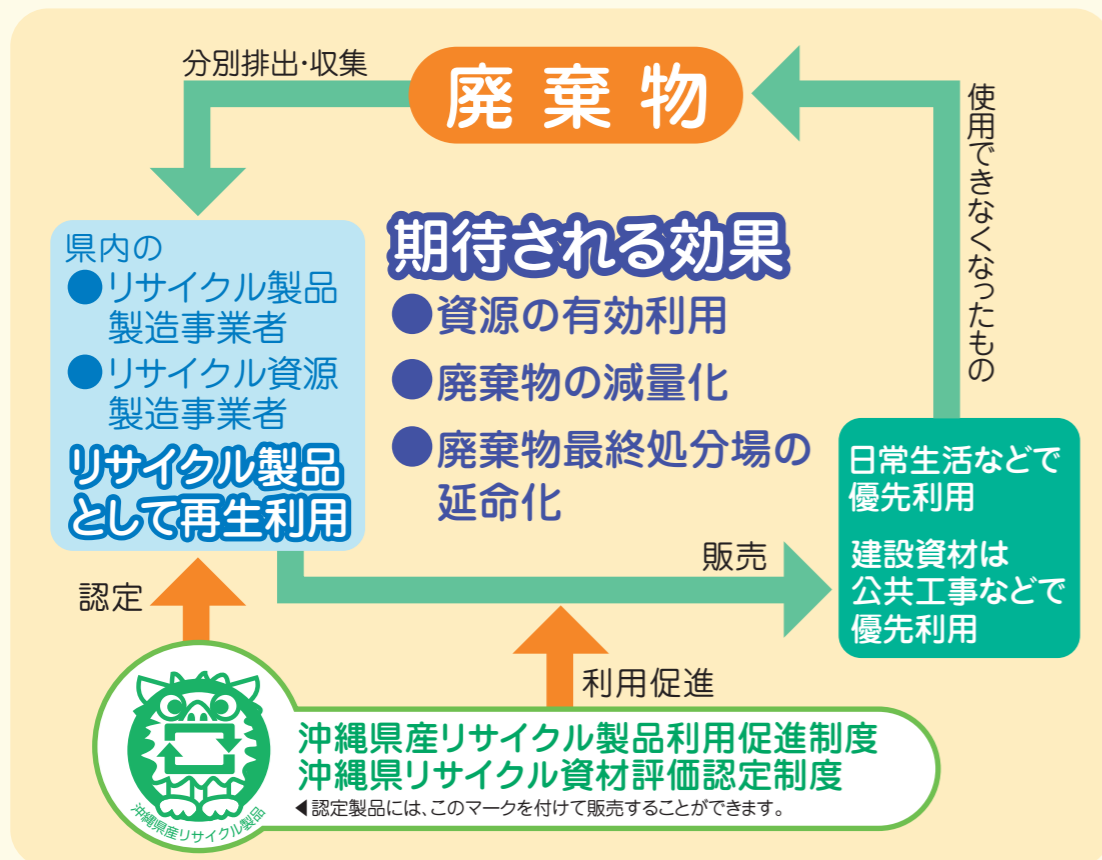 分別排出・収集
廃棄物
使用できなくなったもの
県内の
●リサイクル製品
製造事業者
●リサイクル資源
製造事業者
リサイクル製品
として再生利用
期待される効果
●資源の有効利用
●廃棄物の減量化
●廃棄物最終処分場の
延命化
日常生活などで
優先利用
建設資材は
公共工事などで
優先利用
販売
認定
利用促進
沖縄県産リサイクル製品利用促進制度
沖縄県リサイクル資材評価認定制度
◀認定製品には、このマークを付けて販売することができます。
沖縄県産リサイクル製品